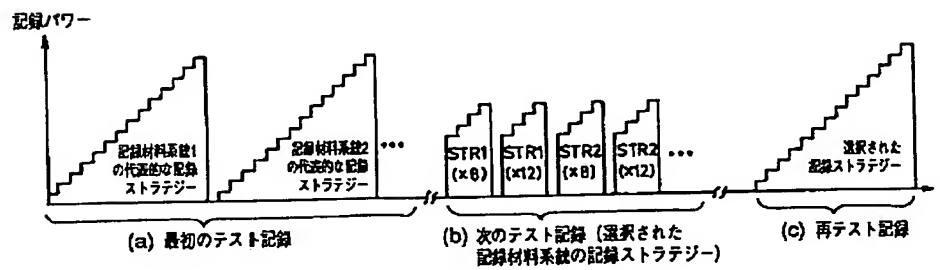 記録パワー
記録材料系統1
の代表的な記録
ストラテジー
記録材料系統2
の代表的な記録
ストラテジー
•••
STR1
(×8)
STR1
(×12)
STR2
(×8)
STR2
(×12)
•••
選択された
記録ストラテジー
(a) 最初のテスト記録
(b) 次のテスト記録 (選択された
記録材料系統の記録ストラテジー)
(c) 再テスト記録